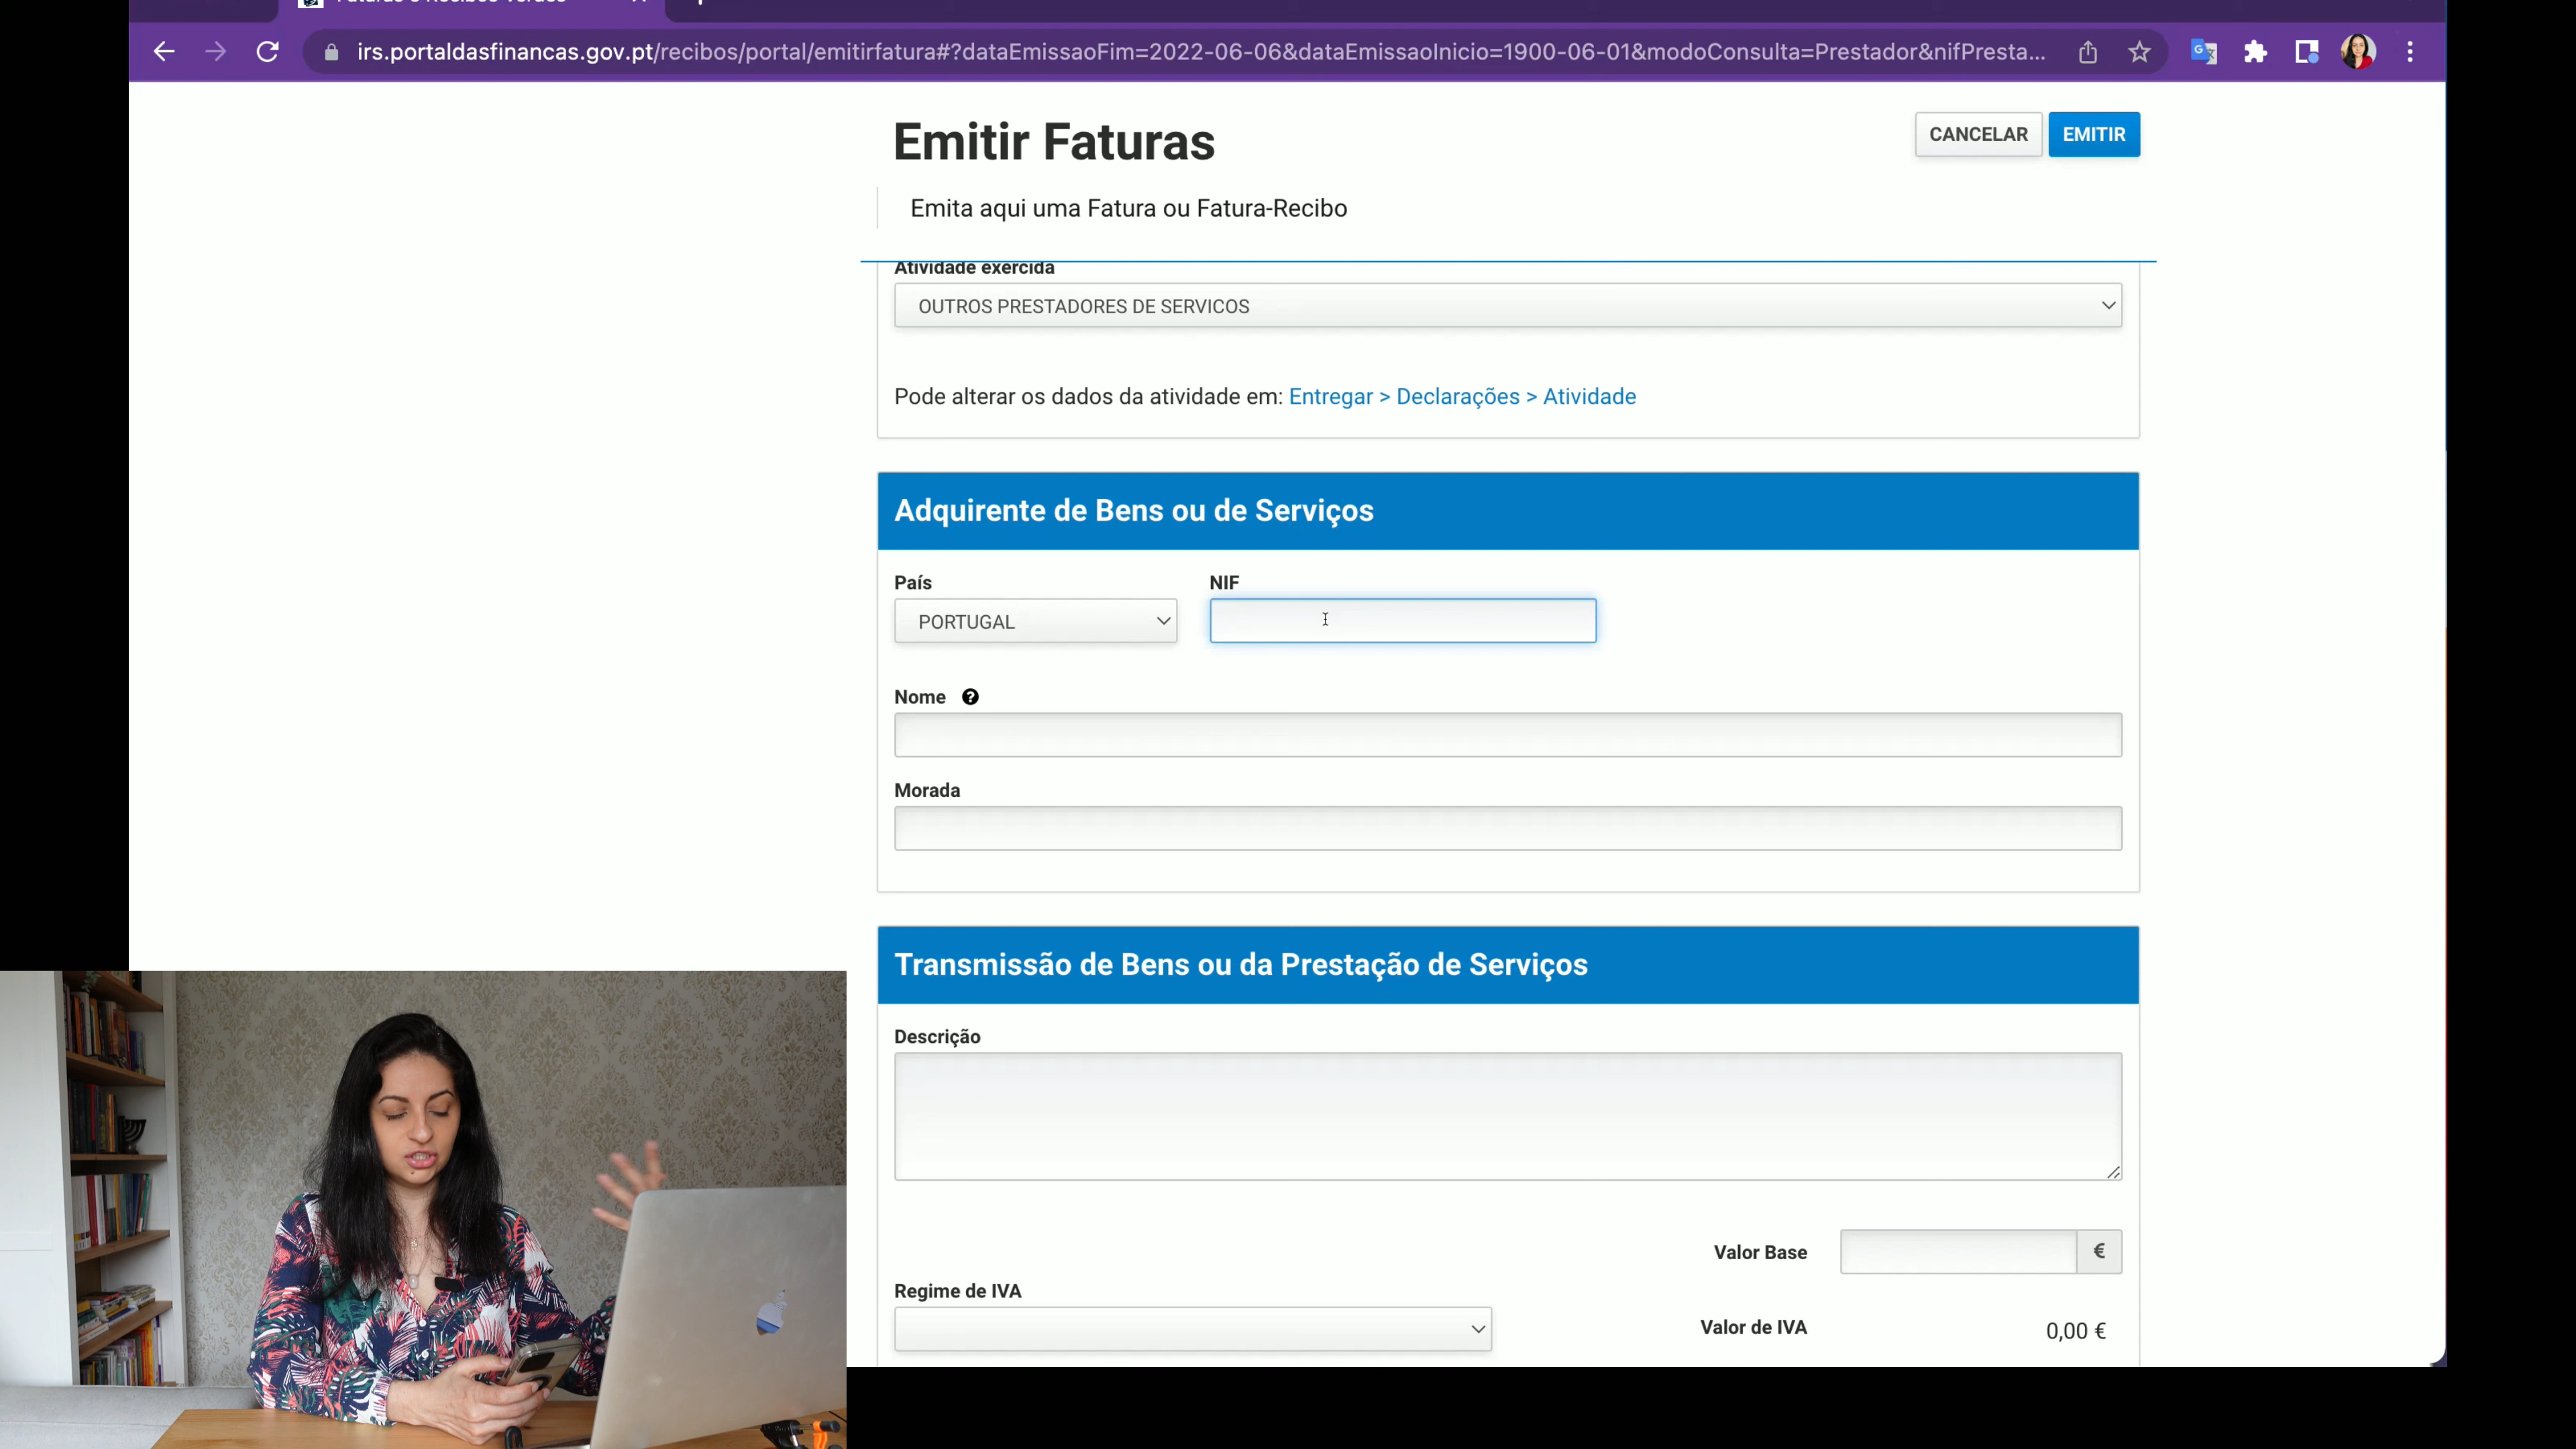 irs.portaldasfinancas.gov.pt/recibos/portal/emitirfatura#?dataEmissaoFim=2022-06-06&dataEmissaoInicio=1900-06-01&modoConsulta=Prestador&nifPresta...
Emitir Faturas
CANCELAR
EMITIR
Emita aqui uma Fatura ou Fatura-Recibo
Atividade exercida
OUTROS PRESTADORES DE SERVICOS
Pode alterar os dados da atividade em: Entregar > Declarações > Atividade
Adquirente de Bens ou de Serviços
País
NIF
PORTUGAL
Nome
Morada
Transmissão de Bens ou da Prestação de Serviços
Descrição
Valor Base
€
Regime de IVA
Valor de IVA
0,00 €